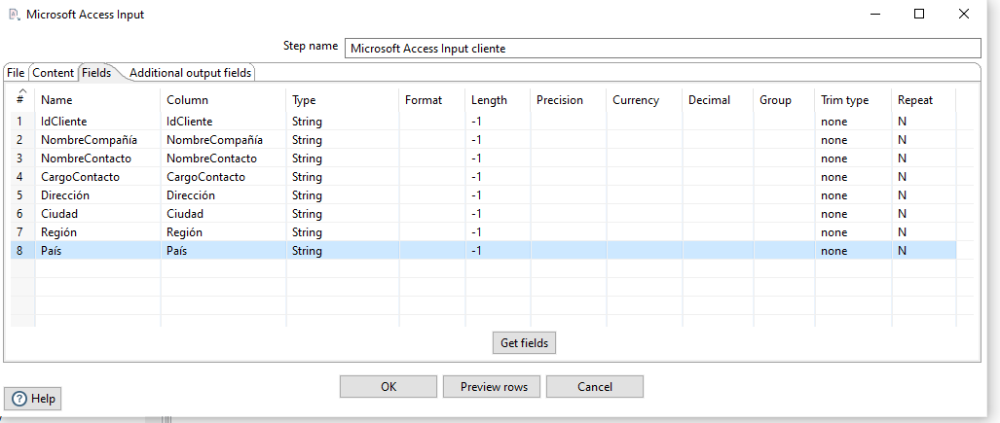 Microsoft Access Input
Step name Microsoft Access Input cliente
File Content Fields Additional output fields
# Name Column Type Format Length Precision Currency Decimal Group Trim type Repeat
1 IdCliente IdCliente String -1 none N
2 NombreCompañía NombreCompañía String -1 none N
3 NombreContacto NombreContacto String -1 none N
4 CargoContacto CargoContacto String -1 none N
5 Dirección Dirección String -1 none N
6 Ciudad Ciudad String -1 none N
7 Región Región String -1 none N
8 País País String -1 none N
Get fields
OK Preview rows Cancel
Help